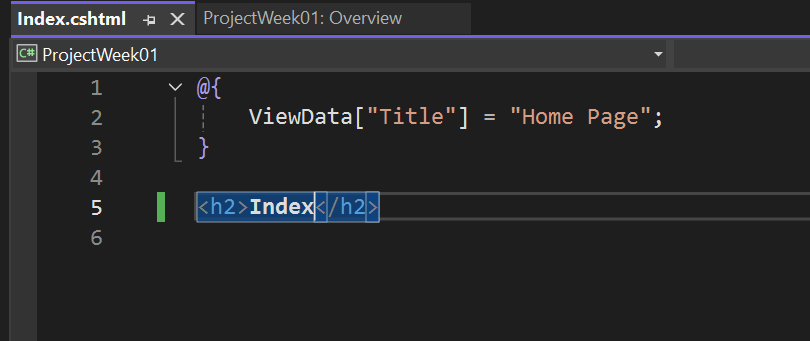 Index.cshtml ProjectWeek01: Overview
C# ProjectWeek01
1 @{
2     ViewData["Title"] = "Home Page";
3 }
4
5 <h2>Index</h2>
6